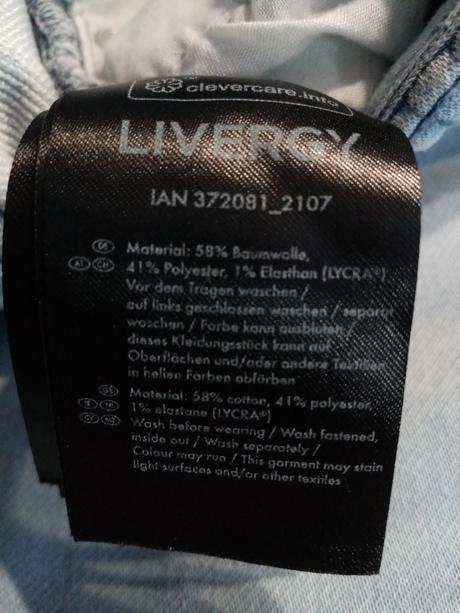 clevercare.info
LIVERGY
IAN 372081_2107
DE Material: 58% Baumwolle,
AT CH 41% Polyester, 1% Elasthan (LYCRA®)
Vor dem Tragen waschen /
auf links geschlossen waschen / separat
waschen / Farbe kann ausbluten /
dieses Kleidungsstück kann auf
Oberflächen und/oder andere Textilien
in hellen Farben abfärben
GB Material: 58% cotton, 41% polyester,
IE NI 1% elastane (LYCRA®)
CY MT Wash before wearing / Wash fastened,
inside out / Wash separately /
Colour may run / This garment may stain
light surfaces and/or other textiles